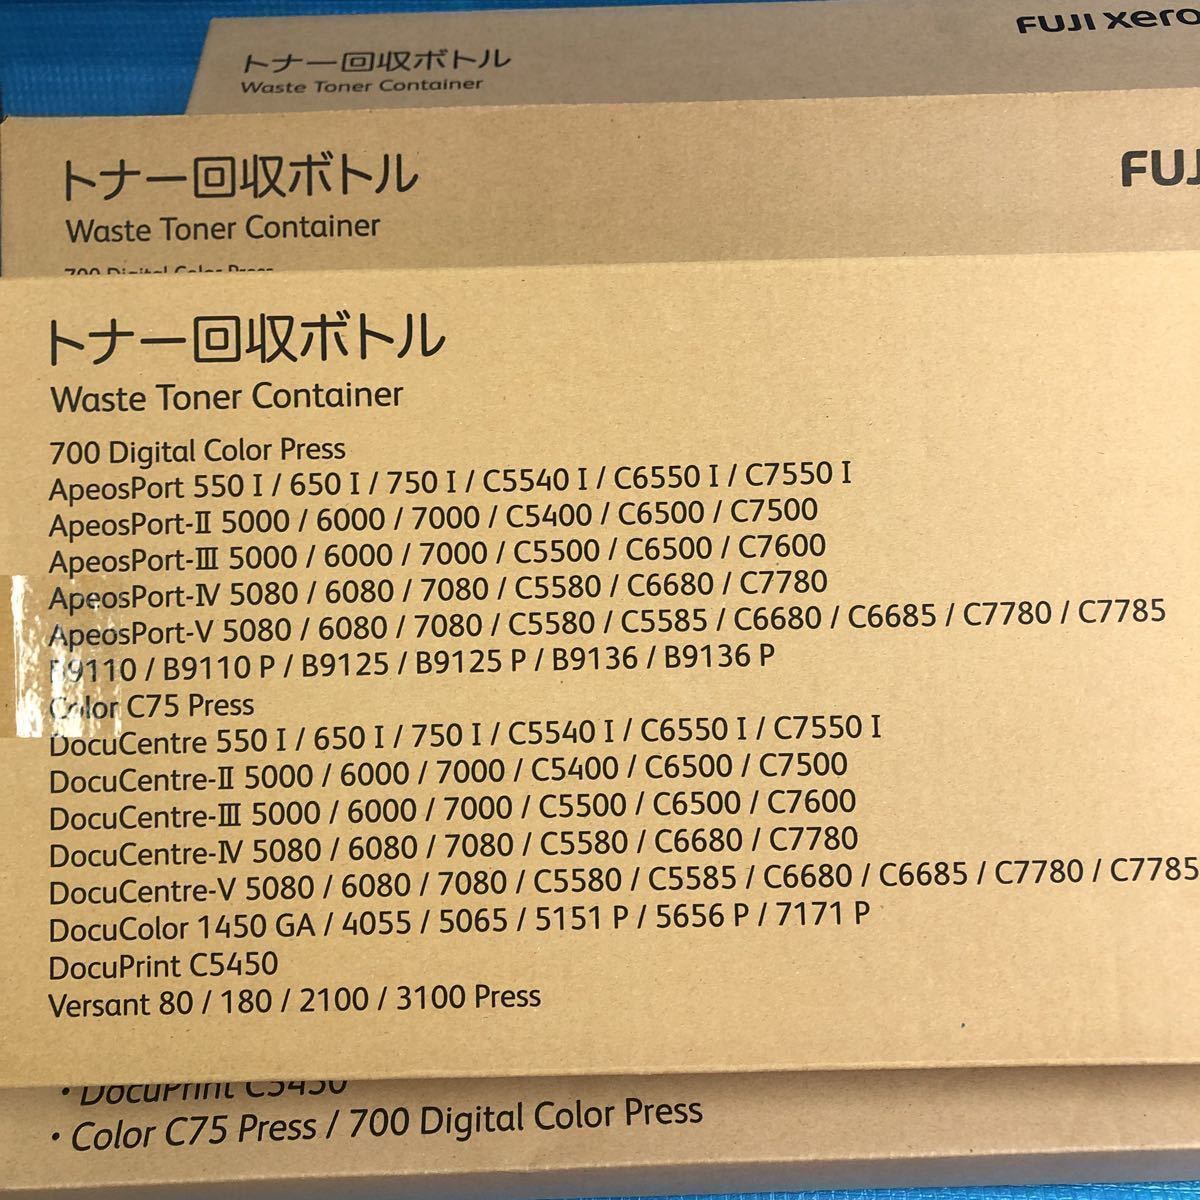 トナー回収ボトル
Waste Toner Container
FUJI xero
トナー回収ボトル
Waste Toner Container
FUJ
700 Digital Color Press
トナー回収ボトル
Waste Toner Container
700 Digital Color Press
ApeosPort 550 I / 650 I / 750 I / C5540 I / C6550 I / C7550 I
ApeosPort-Ⅱ 5000 / 6000 / 7000 / C5400 / C6500 / C7500
ApeosPort-Ⅲ 5000 / 6000 / 7000 / C5500 / C6500 / C7600
ApeosPort-Ⅳ 5080 / 6080 / 7080 / C5580 / C6680 / C7780
ApeosPort-V 5080 / 6080 / 7080 / C5580 / C5585 / C6680 / C6685 / C7780 / C7785
B9110 / B9110 P / B9125 / B9125 P / B9136 / B9136 P
Color C75 Press
DocuCentre 550 I / 650 I / 750 I / C5540 I / C6550 I / C7550 I
DocuCentre-Ⅱ 5000 / 6000 / 7000 / C5400 / C6500 / C7500
DocuCentre-Ⅲ 5000 / 6000 / 7000 / C5500 / C6500 / C7600
DocuCentre-Ⅳ 5080 / 6080 / 7080 / C5580 / C6680 / C7780
DocuCentre-V 5080 / 6080 / 7080 / C5580 / C5585 / C6680 / C6685 / C7780 / C7785
DocuColor 1450 GA / 4055 / 5065 / 5151 P / 5656 P / 7171 P
DocuPrint C5450
Versant 80 / 180 / 2100 / 3100 Press
・DocuPrint C5450
・Color C75 Press / 700 Digital Color Press